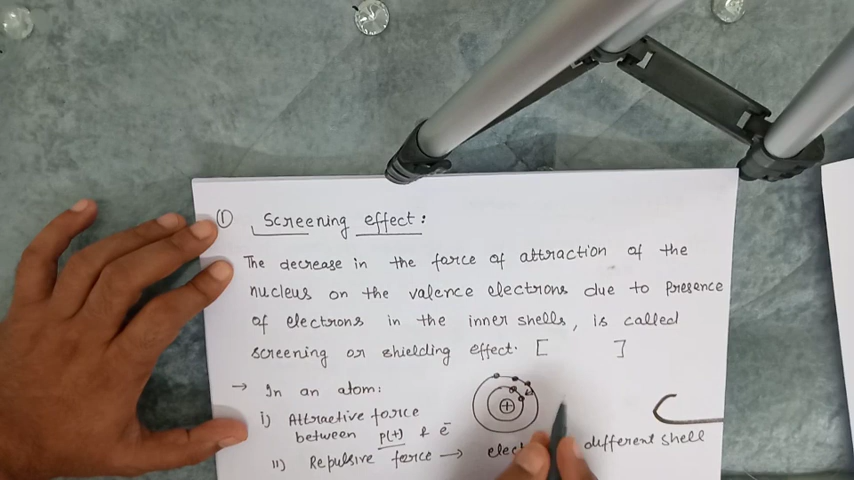 ① Screening effect:
The decrease in the force of attraction of the
nucleus on the valence electrons due to presence
of electrons in the inner shells, is called
screening or shielding effect. [ ]
→ In an atom:
+
i) Attractive force
between p(+) & e̅
ii) Repulsive force → elect different shell